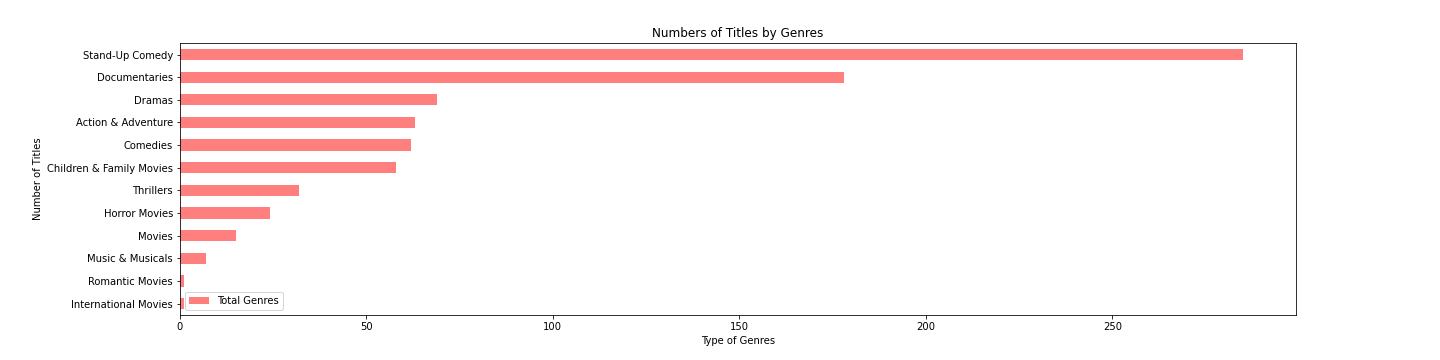 Numbers of Titles by Genres
Number of Titles
Stand-Up Comedy
Documentaries
Dramas
Action & Adventure
Comedies
Children & Family Movies
Thrillers
Horror Movies
Movies
Music & Musicals
Romantic Movies
International Movies
Total Genres
0 50 100 150 200 250
Type of Genres